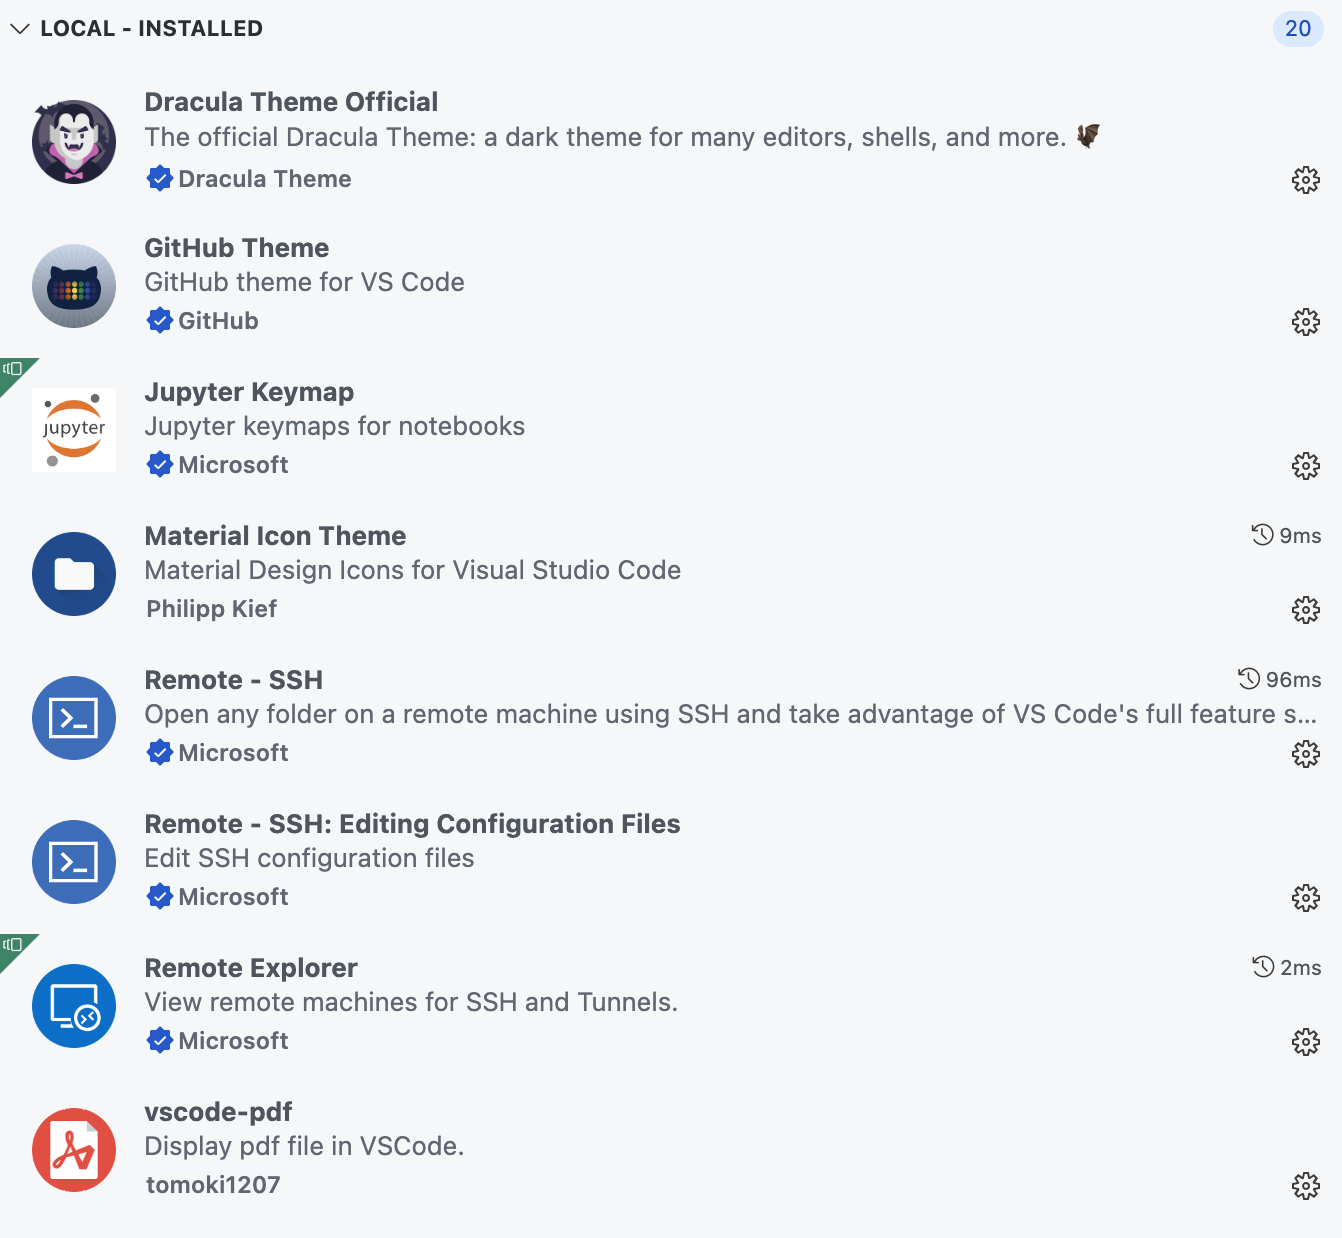 LOCAL - INSTALLED
20
Dracula Theme Official
The official Dracula Theme: a dark theme for many editors, shells, and more. 🦇
Dracula Theme
GitHub Theme
GitHub theme for VS Code
GitHub
jupyter
Jupyter Keymap
Jupyter keymaps for notebooks
Microsoft
Material Icon Theme
9ms
Material Design Icons for Visual Studio Code
Philipp Kief
Remote - SSH
96ms
Open any folder on a remote machine using SSH and take advantage of VS Code's full feature s...
Microsoft
Remote - SSH: Editing Configuration Files
Edit SSH configuration files
Microsoft
Remote Explorer
2ms
View remote machines for SSH and Tunnels.
Microsoft
vscode-pdf
Display pdf file in VSCode.
tomoki1207